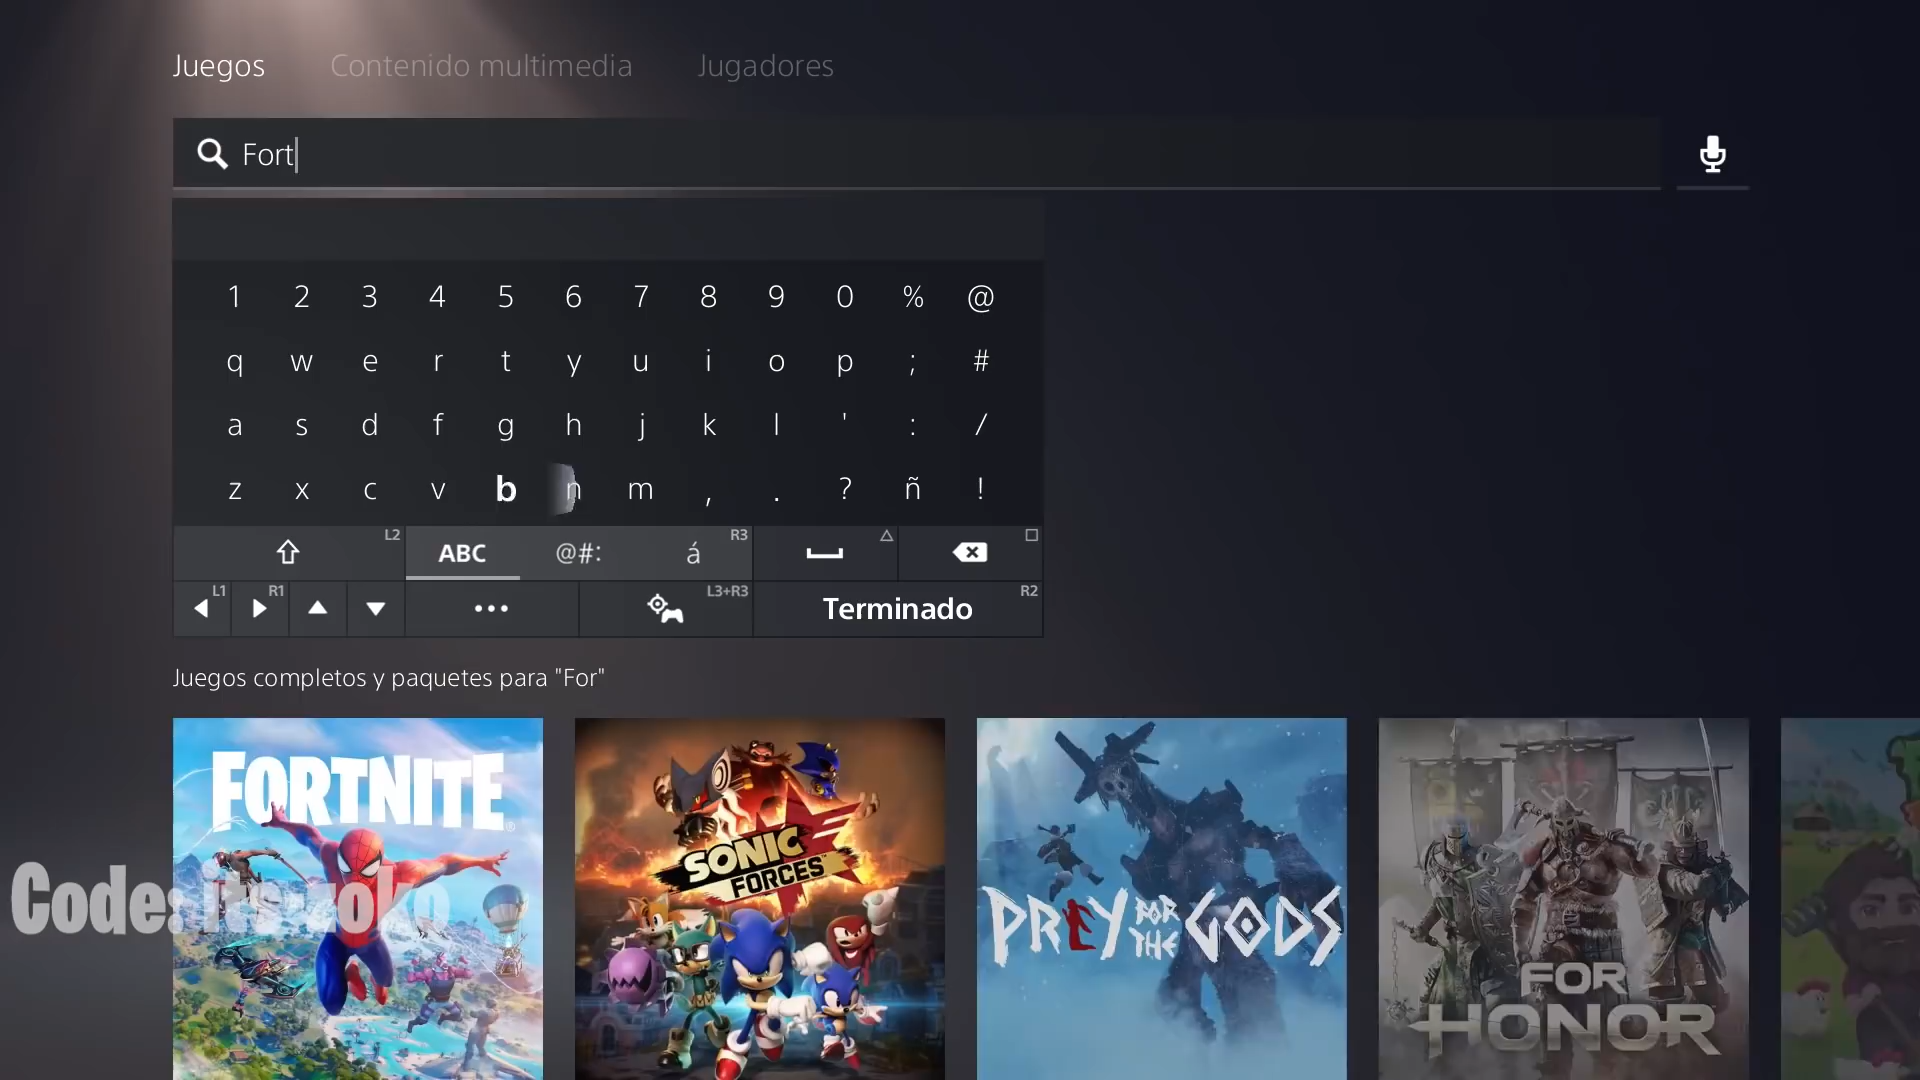 Juegos Contenido multimedia Jugadores
Fort
1 2 3 4 5 6 7 8 9 0 % @
q w e r t y u i o p ; #
a s d f g h j k l ' : /
z x c v b n m , . ? ñ !
L2 ABC @#: á R3
L1 R1 ... L3+R3 Terminado R2
Juegos completos y paquetes para "For"
FORTNITE
SONIC
FORCES
PREY FOR THE GODS
FOR
HONOR
Code: its-zoko